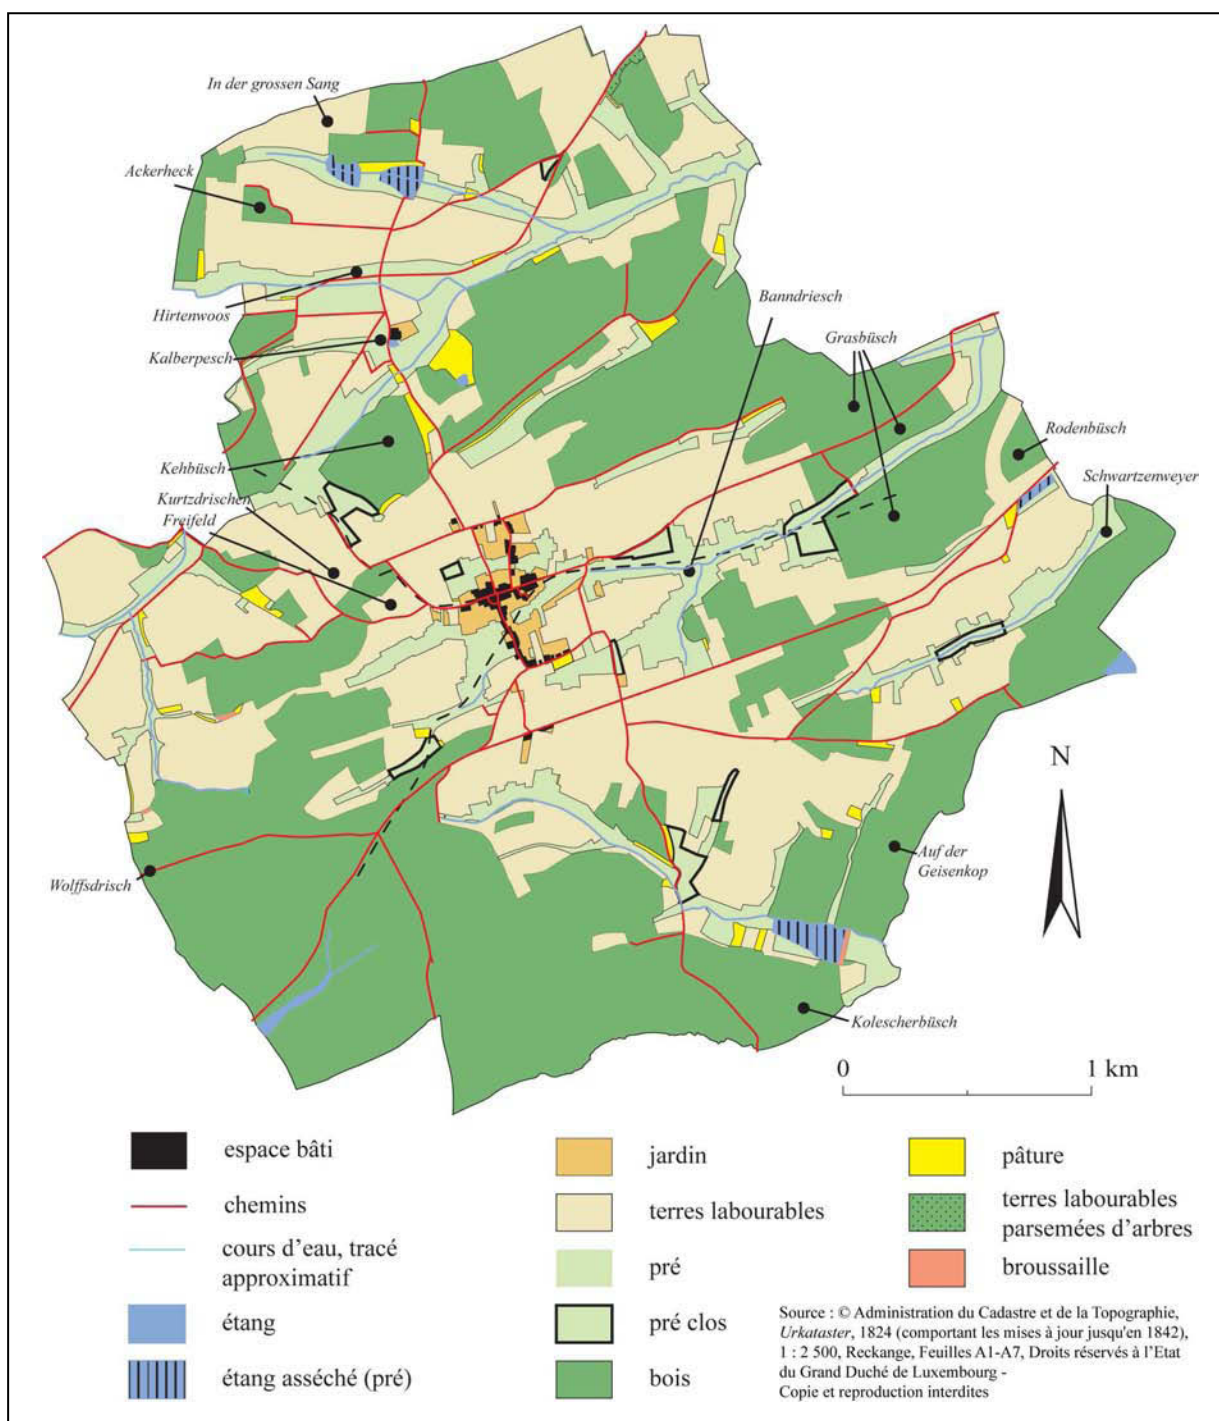 In der grossen Sang
Ackerheck
Hirtenwoos
Kalberpesch
Banndriesch
Grasbüsch
Rodenbüsch
Schwartzenweyer
Kehbüsch
Kurtzdrischen
Freifeld
N
Wolffsdrisch
Auf der
Geisenkop
Kolescherbüsch
0 1 km
espace bâti
chemins
cours d'eau, tracé
approximatif
étang
étang asséché (pré)
jardin
terres labourables
pré
pré clos
bois
pâture
terres labourables
parsemées d'arbres
broussaille
Source : © Administration du Cadastre et de la Topographie,
Urkataster, 1824 (comportant les mises à jour jusqu'en 1842),
1 : 2 500, Reckange, Feuilles A1-A7, Droits réservés à l'Etat
du Grand Duché de Luxembourg -
Copie et reproduction interdites